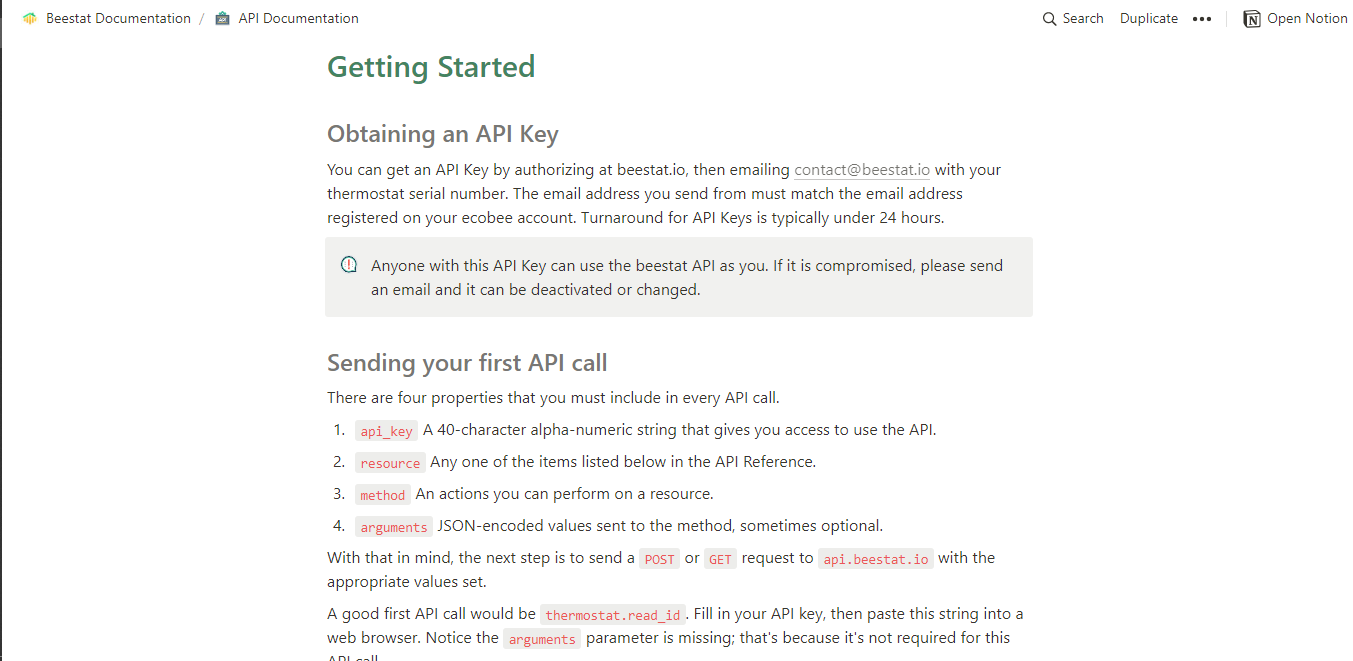 Beestat Documentation / API Documentation Search Duplicate ••• Open Notion
Getting Started
Obtaining an API Key
You can get an API Key by authorizing at beestat.io, then emailing contact@beestat.io with your
thermostat serial number. The email address you send from must match the email address
registered on your ecobee account. Turnaround for API Keys is typically under 24 hours.
Anyone with this API Key can use the beestat API as you. If it is compromised, please send
an email and it can be deactivated or changed.
Sending your first API call
There are four properties that you must include in every API call.
1. api_key A 40-character alpha-numeric string that gives you access to use the API.
2. resource Any one of the items listed below in the API Reference.
3. method An actions you can perform on a resource.
4. arguments JSON-encoded values sent to the method, sometimes optional.
With that in mind, the next step is to send a POST or GET request to api.beestat.io with the
appropriate values set.
A good first API call would be thermostat.read_id. Fill in your API key, then paste this string into a
web browser. Notice the arguments parameter is missing; that's because it's not required for this
API call